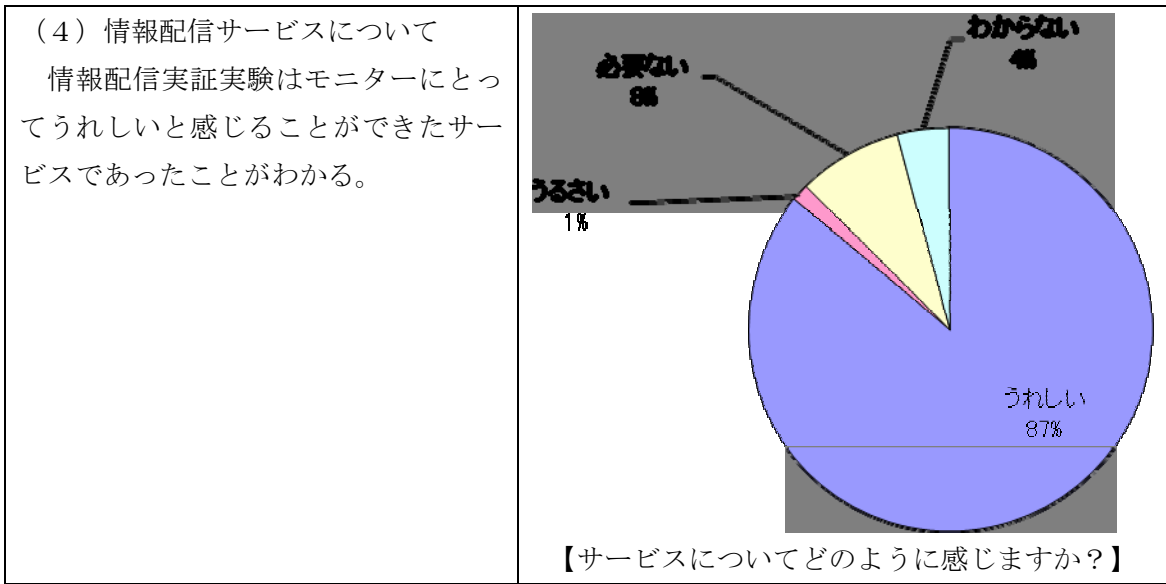 （４）情報配信サービスについて
情報配信実証実験はモニターにとっ
てうれしいと感じることができたサー
ビスであったことがわかる。
わからない
4%
必要ない
8%
うるさい
1%
うれしい
87%
【サービスについてどのように感じますか？】